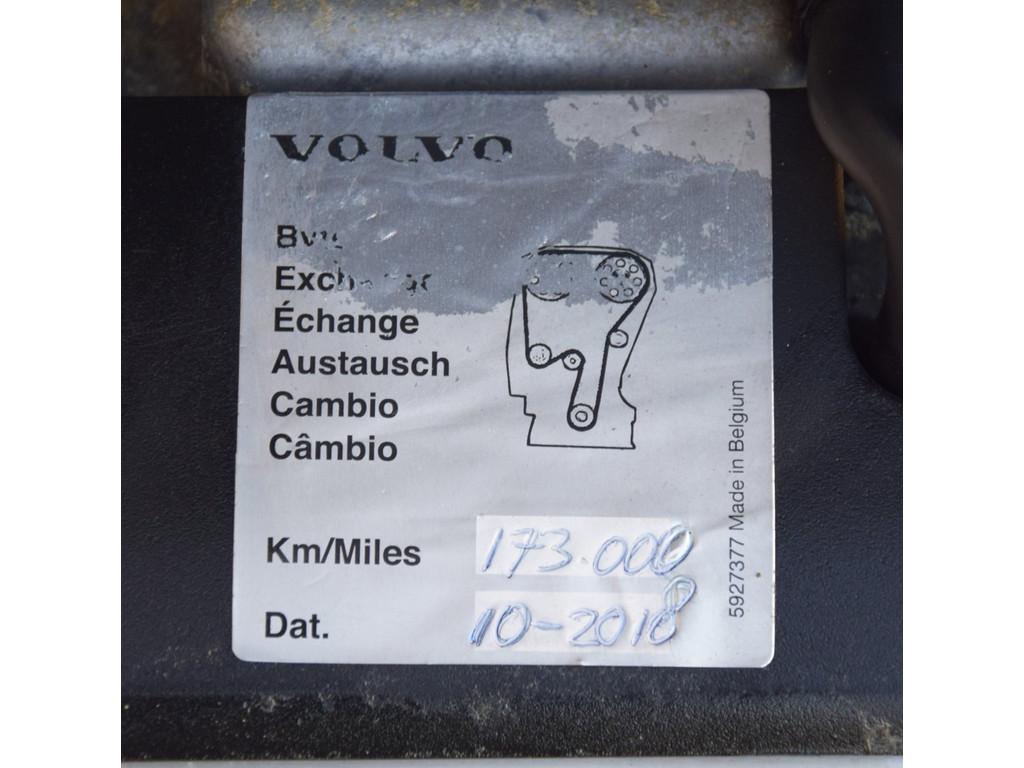 VOLVO
Échange
Austausch
Cambio
Câmbio
Km/Miles 173.000
Dat. 10-2018
5927377 Made in Belgium